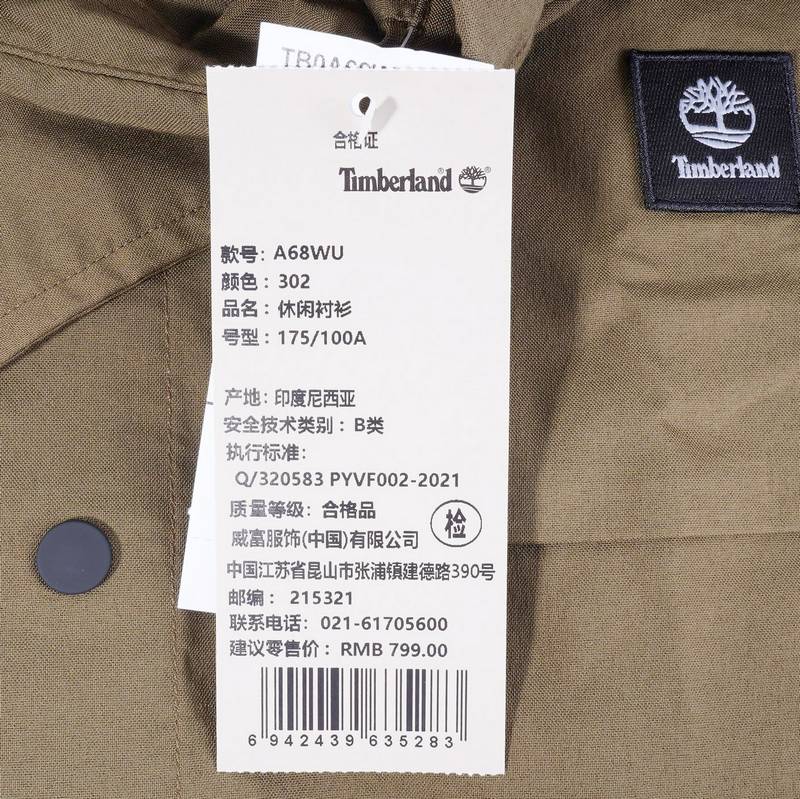 合格证
Timberland
Timberland
款号: A68WU
颜色: 302
品名: 休闲衬衫
号型: 175/100A
产地: 印度尼西亚
安全技术类别: B类
执行标准:
Q/320583 PYVF002-2021
质量等级: 合格品
检
威富服饰(中国)有限公司
中国江苏省昆山市张浦镇建德路390号
邮编: 215321
联系电话: 021-61705600
建议零售价: RMB 799.00
6942439635283